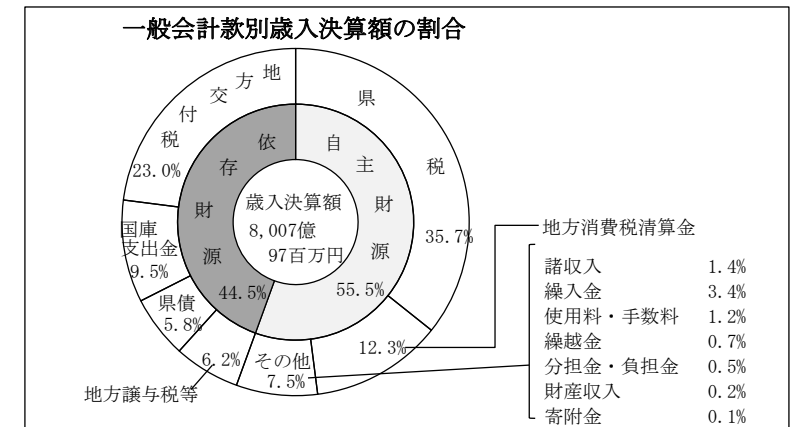 一般会計款別歳入決算額の割合
地方交付税
23.0%
県税
35.7%
依存財源
44.5%
自主財源
55.5%
歳入決算額
8,007億
97百万円
国庫
支出金
9.5%
県債
5.8%
6.2%
地方譲与税等
その他
7.5%
12.3%
地方消費税清算金
諸収入 1.4%
繰入金 3.4%
使用料・手数料 1.2%
繰越金 0.7%
分担金・負担金 0.5%
財産収入 0.2%
寄附金 0.1%